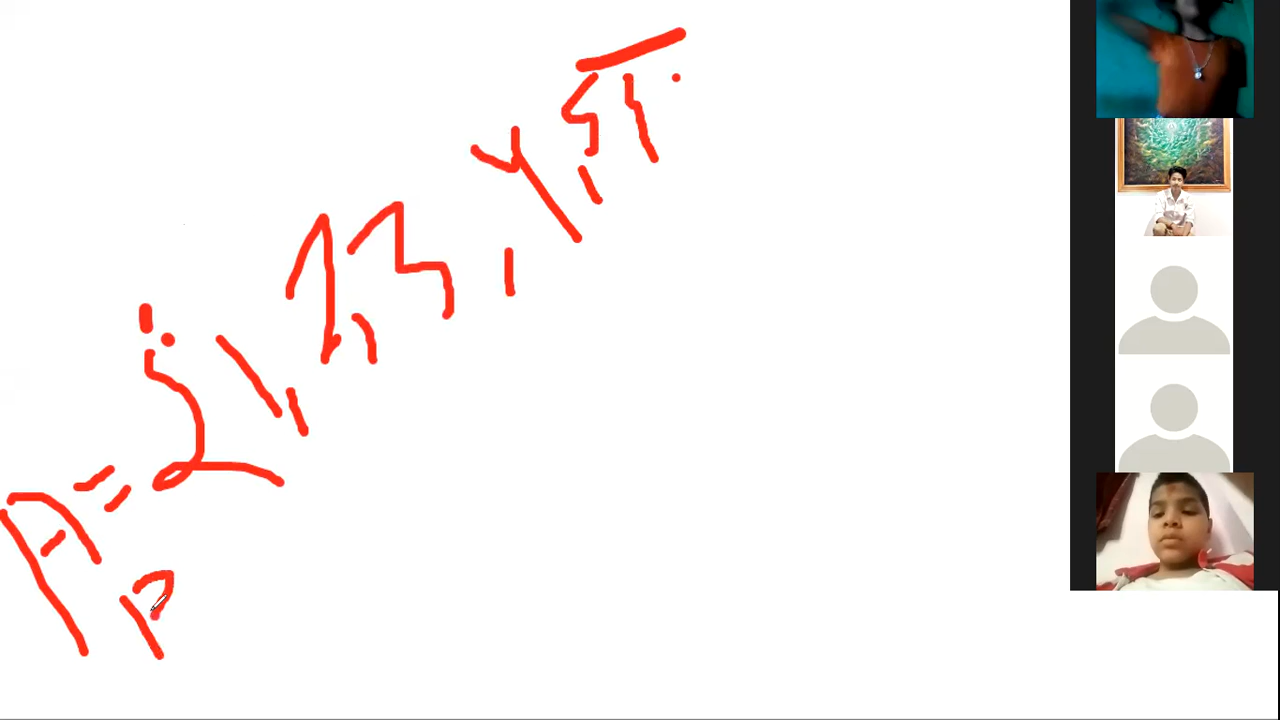 A = {1, 2, 3, 4, 5}
B